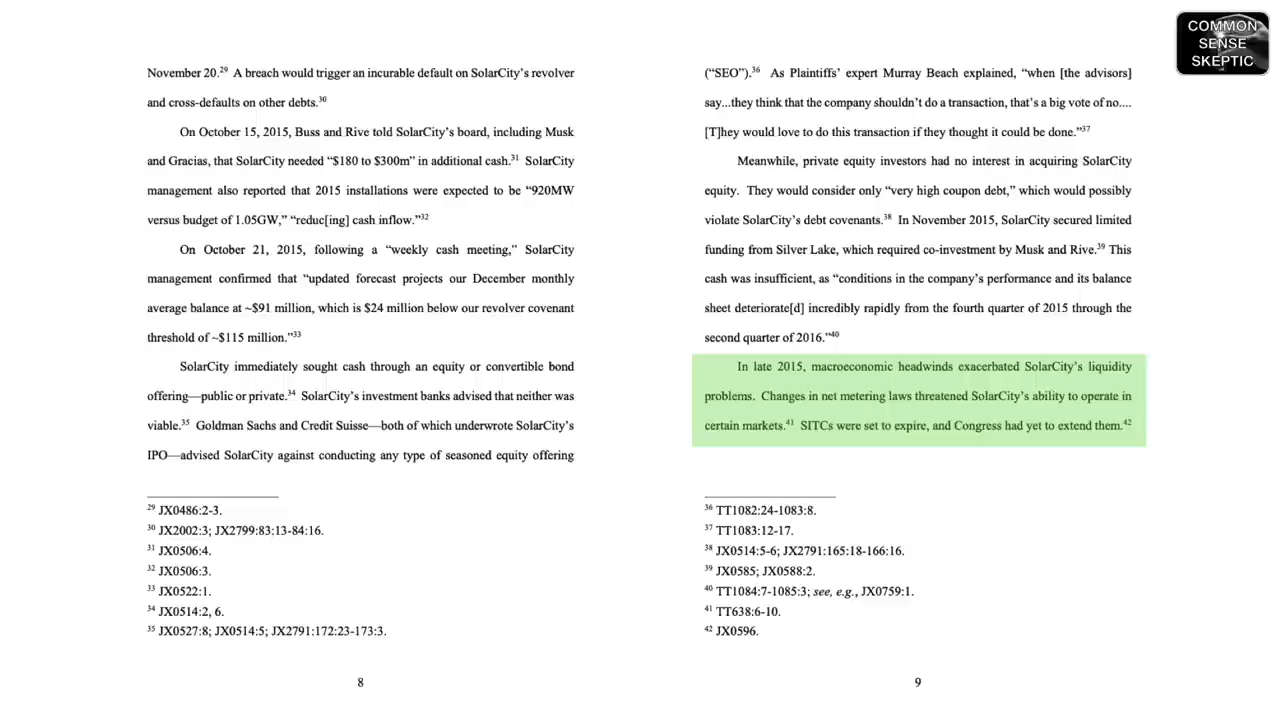 COMMON
SENSE
SKEPTIC
November 20.29 A breach would trigger an incurable default on SolarCity’s revolver
and cross-defaults on other debts.30
On October 15, 2015, Buss and Rive told SolarCity’s board, including Musk
and Gracias, that SolarCity needed “$180 to $300m” in additional cash.31 SolarCity
management also reported that 2015 installations were expected to be “920MW
versus budget of 1.05GW,” “reduc[ing] cash inflow.”32
On October 21, 2015, following a “weekly cash meeting,” SolarCity
management confirmed that “updated forecast projects our December monthly
average balance at ~$91 million, which is $24 million below our revolver covenant
threshold of ~$115 million.”33
SolarCity immediately sought cash through an equity or convertible bond
offering—public or private.34 SolarCity’s investment banks advised that neither was
viable.35 Goldman Sachs and Credit Suisse—both of which underwrote SolarCity’s
IPO—advised SolarCity against conducting any type of seasoned equity offering
29 JX0486:2-3.
30 JX2002:3; JX2799:83:13-84:16.
31 JX0506:4.
32 JX0506:3.
33 JX0522:1.
34 JX0514:2, 6.
35 JX0527:8; JX0514:5; JX2791:172:23-173:3.
8
(“SEO”).36 As Plaintiffs’ expert Murray Beach explained, “when [the advisors]
say...they think that the company shouldn’t do a transaction, that’s a big vote of no....
[T]hey would love to do this transaction if they thought it could be done.”37
Meanwhile, private equity investors had no interest in acquiring SolarCity
equity. They would consider only “very high coupon debt,” which would possibly
violate SolarCity’s debt covenants.38 In November 2015, SolarCity secured limited
funding from Silver Lake, which required co-investment by Musk and Rive.39 This
cash was insufficient, as “conditions in the company’s performance and its balance
sheet deteriorate[d] incredibly rapidly from the fourth quarter of 2015 through the
second quarter of 2016.”40
In late 2015, macroeconomic headwinds exacerbated SolarCity’s liquidity
problems. Changes in net metering laws threatened SolarCity’s ability to operate in
certain markets.41 SITCs were set to expire, and Congress had yet to extend them.42
36 TT1082:24-1083:8.
37 TT1083:12-17.
38 JX0514:5-6; JX2791:165:18-166:16.
39 JX0585; JX0588:2.
40 TT1084:7-1085:3; see, e.g., JX0759:1.
41 TT638:6-10.
42 JX0596.
9